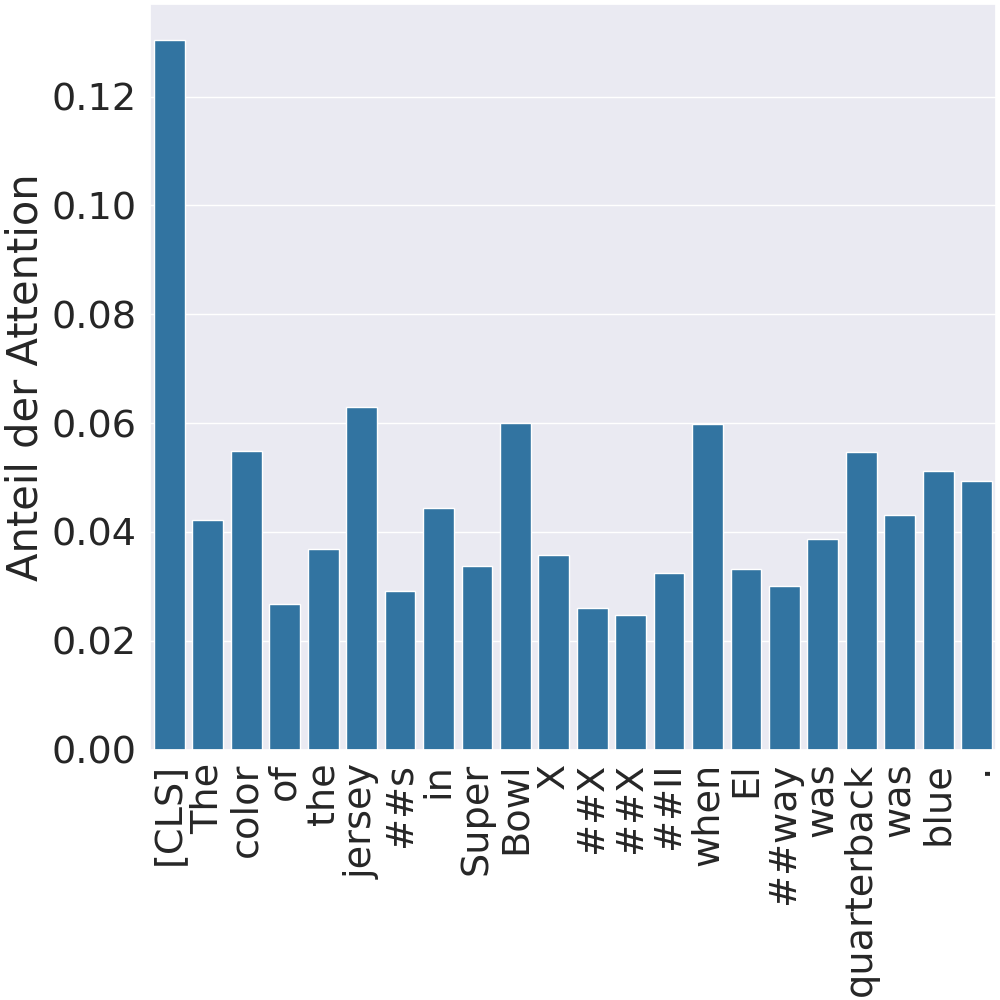 Anteil der Attention
0.12
0.10
0.08
0.06
0.04
0.02
0.00
[CLS]
The
color
of
the
jersey
##s
in
Super
Bowl
X
##X
##X
##II
when
El
##way
was
quarterback
was
blue
.